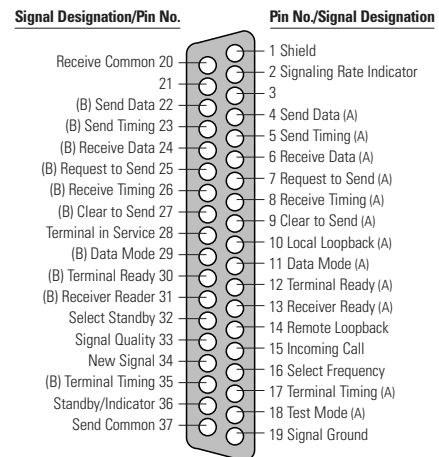 Signal Designation/Pin No.
Receive Common 20
21
(B) Send Data 22
(B) Send Timing 23
(B) Receive Data 24
(B) Request to Send 25
(B) Receive Timing 26
(B) Clear to Send 27
Terminal in Service 28
(B) Data Mode 29
(B) Terminal Ready 30
(B) Receiver Reader 31
Select Standby 32
Signal Quality 33
New Signal 34
(B) Terminal Timing 35
Standby/Indicator 36
Send Common 37
Pin No./Signal Designation
1 Shield
2 Signaling Rate Indicator
3
4 Send Data (A)
5 Send Timing (A)
6 Receive Data (A)
7 Request to Send (A)
8 Receive Timing (A)
9 Clear to Send (A)
10 Local Loopback (A)
11 Data Mode (A)
12 Terminal Ready (A)
13 Receiver Ready (A)
14 Remote Loopback
15 Incoming Call
16 Select Frequency
17 Terminal Timing (A)
18 Test Mode (A)
19 Signal Ground